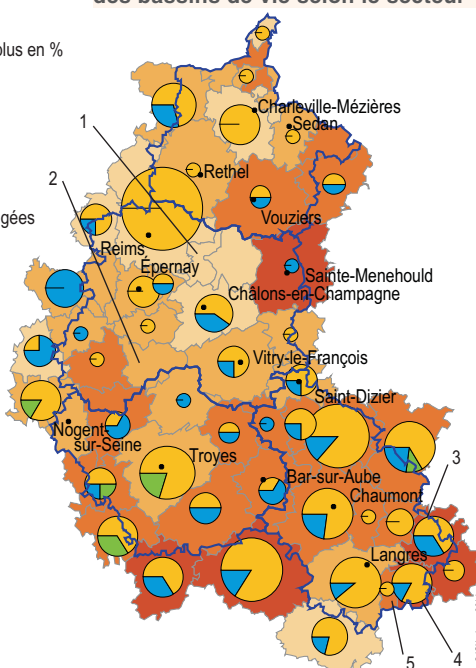 des bassins de vie selon le secteur
plus en %
1
Charleville-Mézières
Sedan
2
Rethel
gées
Vouziers
Reims
Épernay
Sainte-Menehould
Châlons-en-Champagne
Vitry-le-François
Saint-Dizier
Nogent-
sur-Seine
Troyes
3
Bar-sur-Aube
Chaumont
Langres
5
4